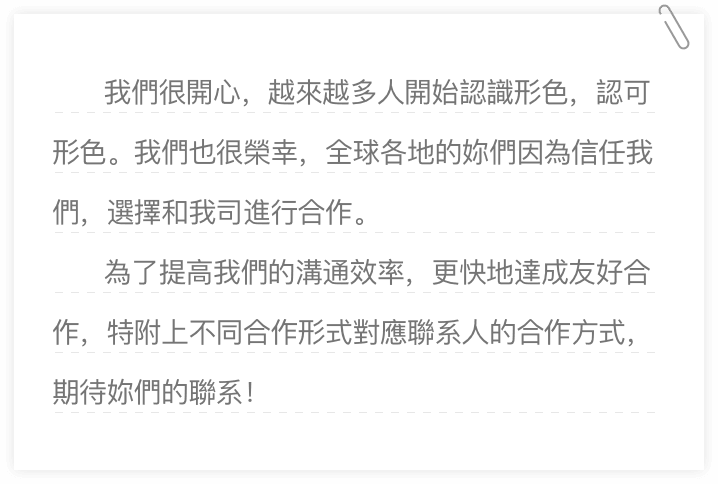 我們很開心，越來越多人開始認識形色，認可
形色。我們也很榮幸，全球各地的妳們因為信任我
們，選擇和我司進行合作。
為了提高我們的溝通效率，更快地達成友好合
作，特附上不同合作形式對應聯系人的合作方式，
期待妳們的聯系！